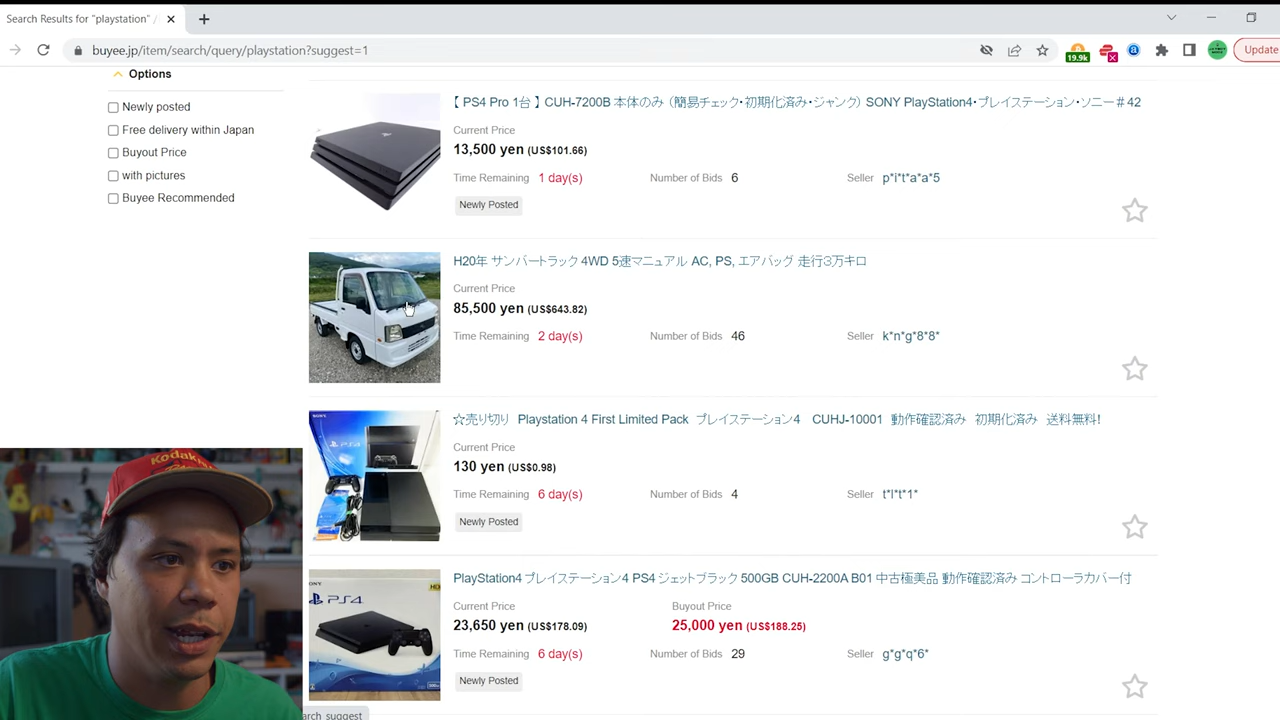 Search Results for "playstation" /
buyee.jp/item/search/query/playstation?suggest=1
19.9k
Update
Options
Newly posted
Free delivery within Japan
Buyout Price
with pictures
Buyee Recommended
【 PS4 Pro 1台 】 CUH-7200B 本体のみ （簡易チェック・初期化済み・ジャンク） SONY PlayStation4・プレイステーション・ソニー＃42
Current Price
13,500 yen (US$101.66)
Time Remaining 1 day(s) Number of Bids 6 Seller p*i*t*a*a*5
Newly Posted
H20年 サンバートラック 4WD 5速マニュアル AC, PS, エアバッグ 走行３万キロ
Current Price
85,500 yen (US$643.82)
Time Remaining 2 day(s) Number of Bids 46 Seller k*n*g*8*8*
☆売り切り Playstation 4 First Limited Pack プレイステーション4 CUHJ-10001 動作確認済み 初期化済み 送料無料!
Current Price
130 yen (US$0.98)
Time Remaining 6 day(s) Number of Bids 4 Seller t*l*t*1*
Newly Posted
PlayStation4 プレイステーション4 PS4 ジェットブラック 500GB CUH-2200A B01 中古極美品 動作確認済み コントローラカバー付
Current Price Buyout Price
23,650 yen (US$178.09) 25,000 yen (US$188.25)
Time Remaining 6 day(s) Number of Bids 29 Seller g*g*q*6*
Newly Posted
SONY
PS4
Kodak
arch_suggest